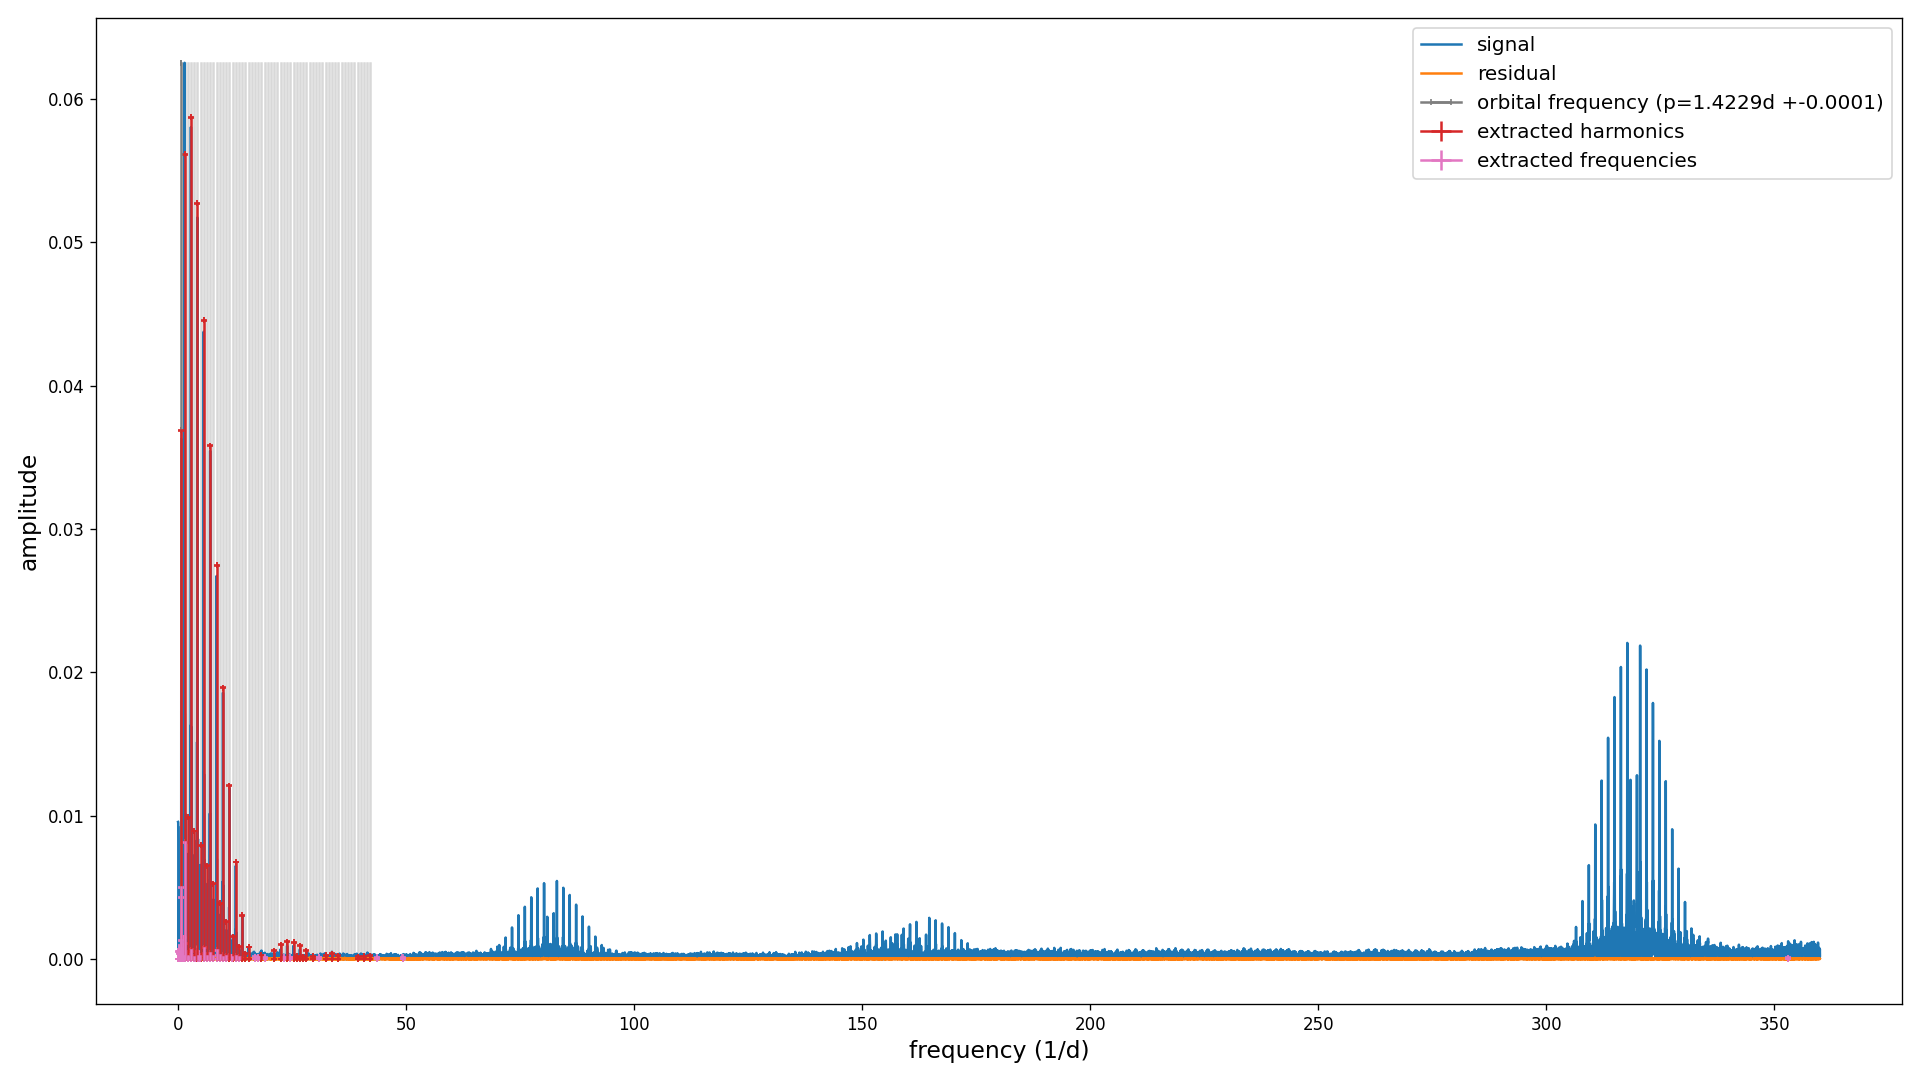 signal
residual
orbital frequency (p=1.4229d +-0.0001)
extracted harmonics
extracted frequencies
0.06
0.05
0.04
0.03
0.02
0.01
0.00
amplitude
0 50 100 150 200 250 300 350
frequency (1/d)